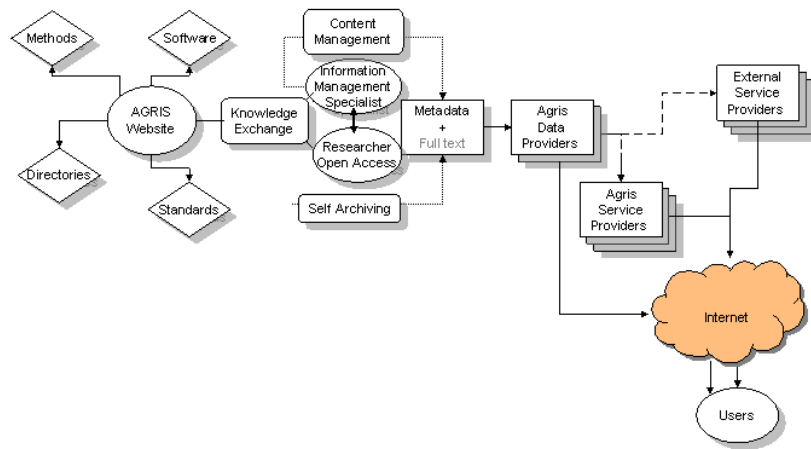 Methods
Software
AGRIS
Website
Directories
Standards
Knowledge
Exchange
Content
Management
Information
Management
Specialist
Researcher
Open Access
Self Archiving
Metadata
+
Full text
Agris
Data
Providers
External
Service
Providers
Agris
Service
Providers
Internet
Users